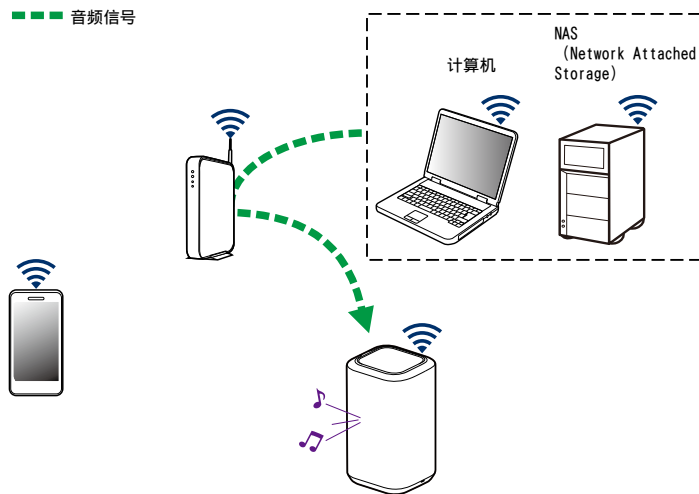 音频信号
计算机
NAS
（Network Attached
Storage）